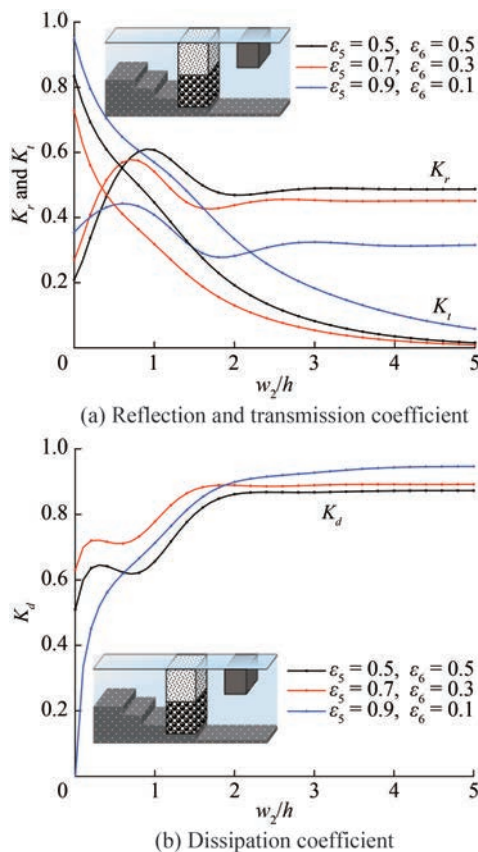 (a)
1.0
0.8
0.6
0.4
0.2
0
K_r and K_t
ε_5 = 0.5, ε_6 = 0.5
ε_5 = 0.7, ε_6 = 0.3
ε_5 = 0.9, ε_6 = 0.1
K_r
K_t
0 1 2 3 4 5
w_2/h
(a) Reflection and transmission coefficient
(b)
1.0
0.8
0.6
0.4
0.2
0
K_d
K_d
ε_5 = 0.5, ε_6 = 0.5
ε_5 = 0.7, ε_6 = 0.3
ε_5 = 0.9, ε_6 = 0.1
0 1 2 3 4 5
w_2/h
(b) Dissipation coefficient